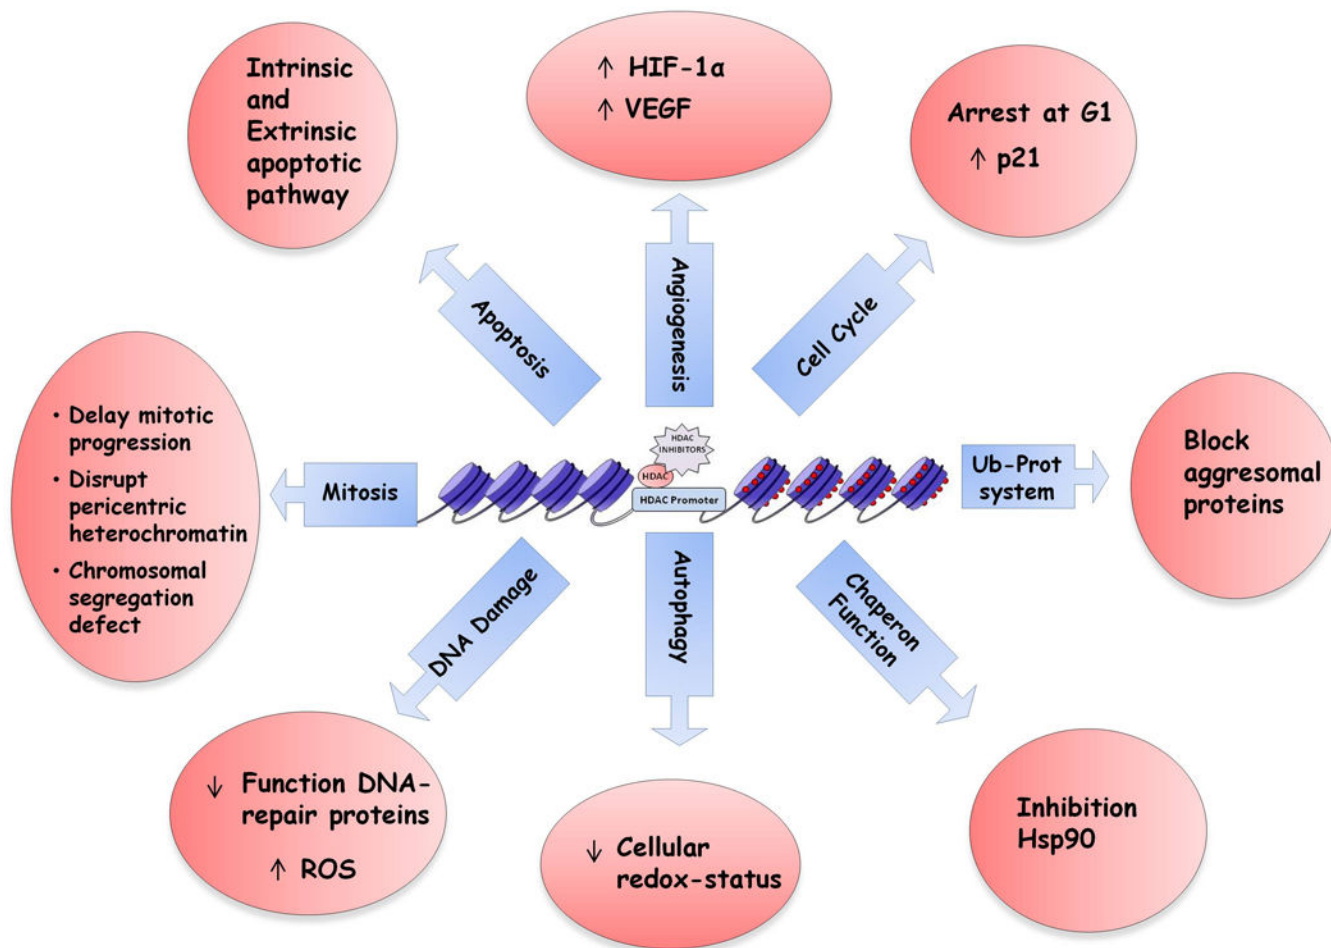 Intrinsic
and
Extrinsic
apoptotic
pathway
↑ HIF-1α
↑ VEGF
Arrest at G1
↑ p21
Apoptosis
Angiogenesis
Cell Cycle
• Delay mitotic
progression
• Disrupt
pericentric
heterochromatin
• Chromosomal
segregation
defect
Mitosis
HDAC
INHIBITORS
HDAC
HDAC Promoter
Ub-Prot
system
Block
aggresomal
proteins
DNA Damage
Autophagy
Chaperon
Function
↓ Function DNA-
repair proteins
↑ ROS
↓ Cellular
redox-status
Inhibition
Hsp90